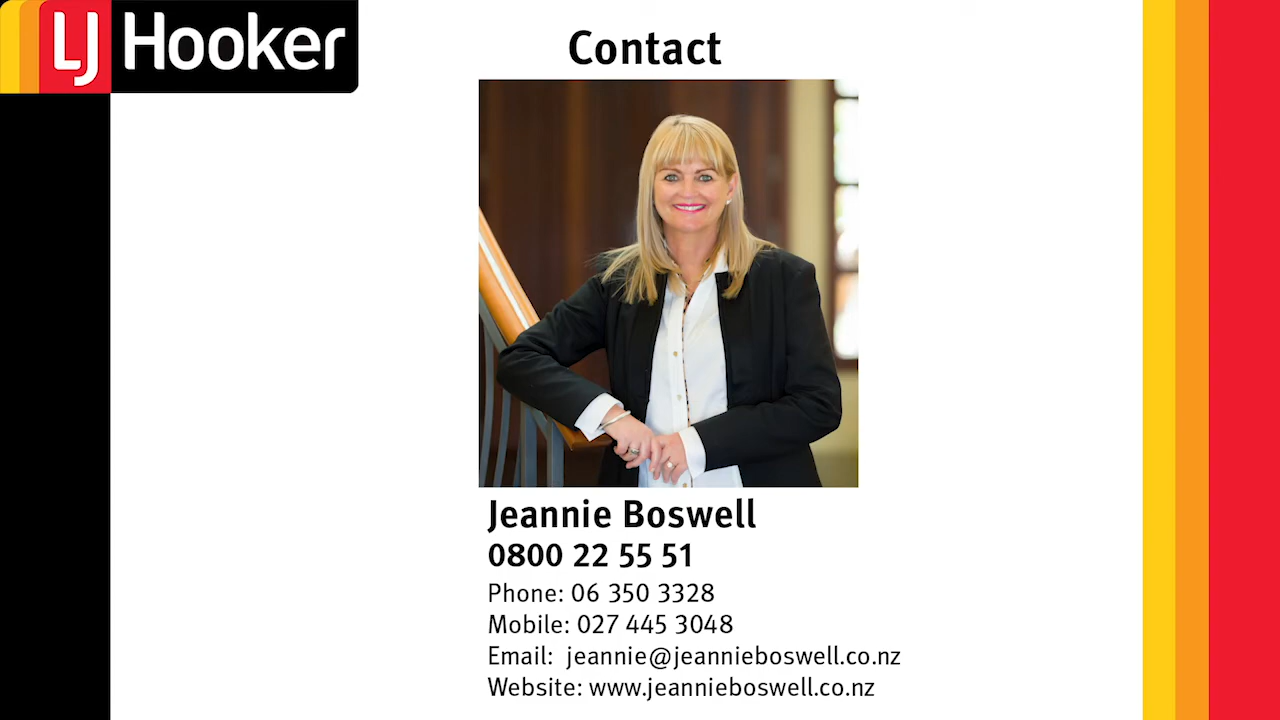 LJ Hooker
Contact
Jeannie Boswell
0800 22 55 51
Phone: 06 350 3328
Mobile: 027 445 3048
Email: jeannie@jeannieboswell.co.nz
Website: www.jeannieboswell.co.nz